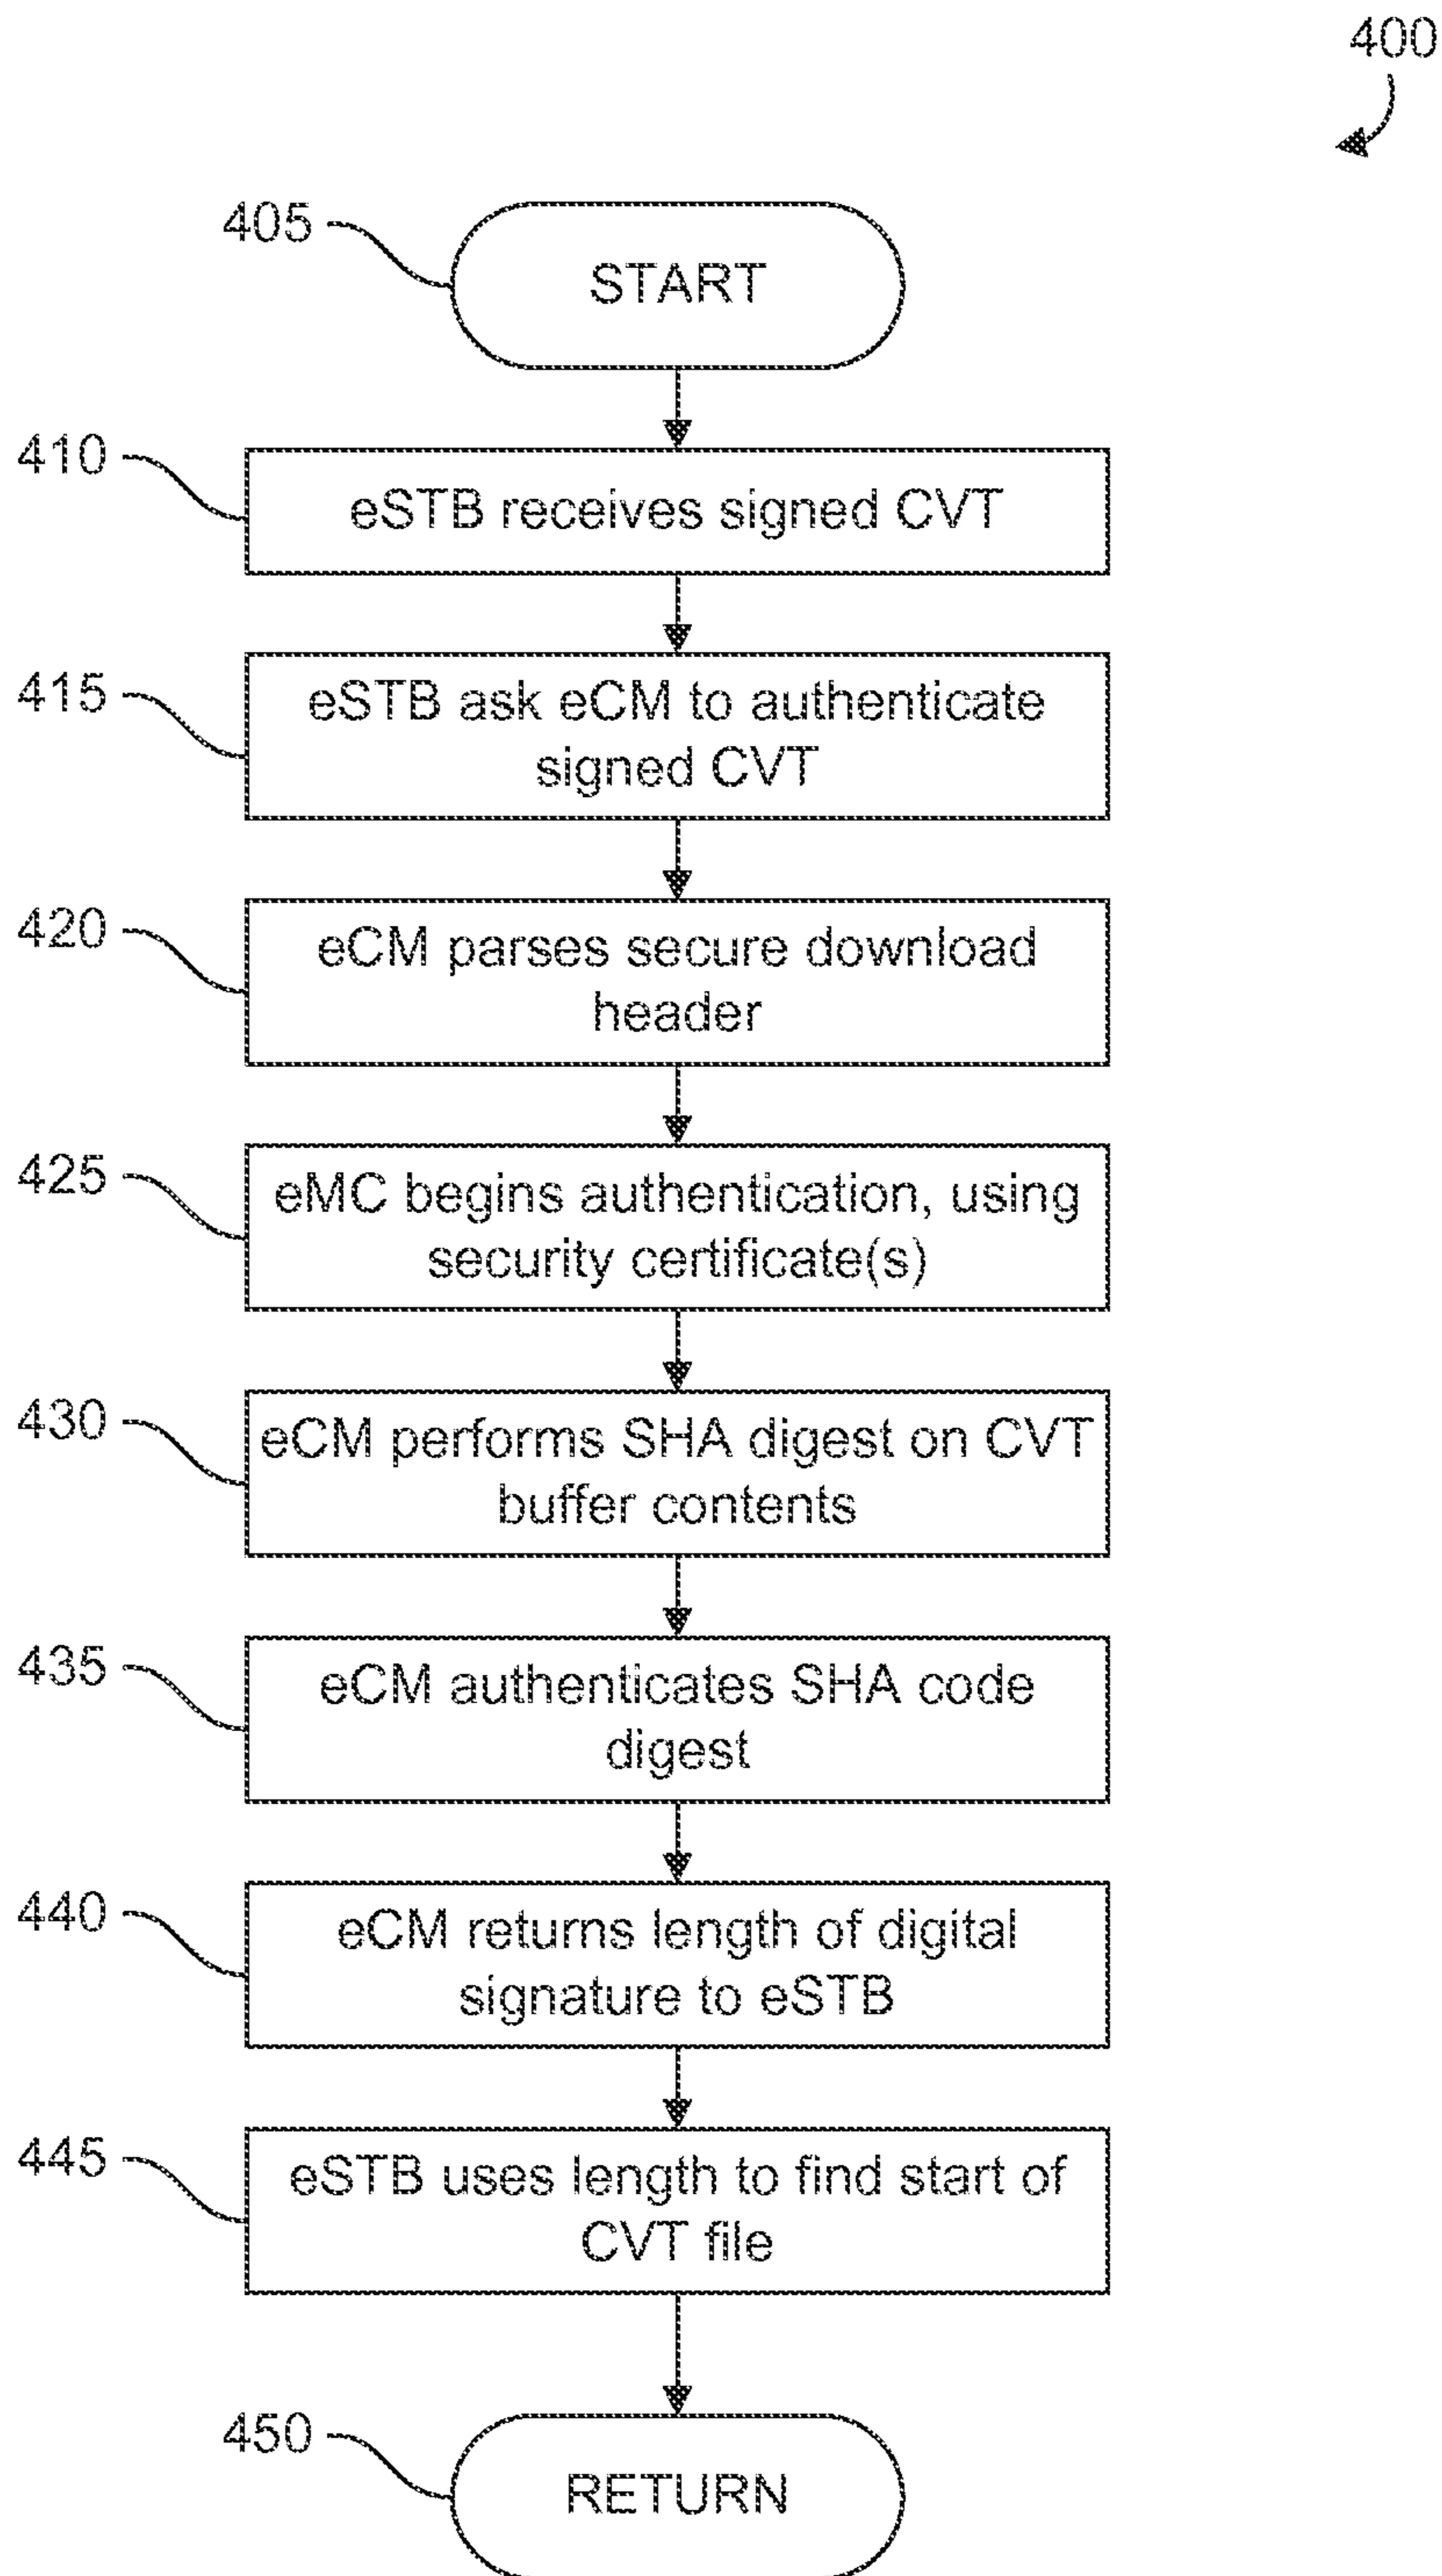 400
405
START
410
eSTB receives signed CVT
415
eSTB ask eCM to authenticate
signed CVT
420
eCM parses secure download
header
425
eMC begins authentication, using
security certificate(s)
430
eCM performs SHA digest on CVT
buffer contents
435
eCM authenticates SHA code
digest
440
eCM returns length of digital
signature to eSTB
445
eSTB uses length to find start of
CVT file
450
RETURN